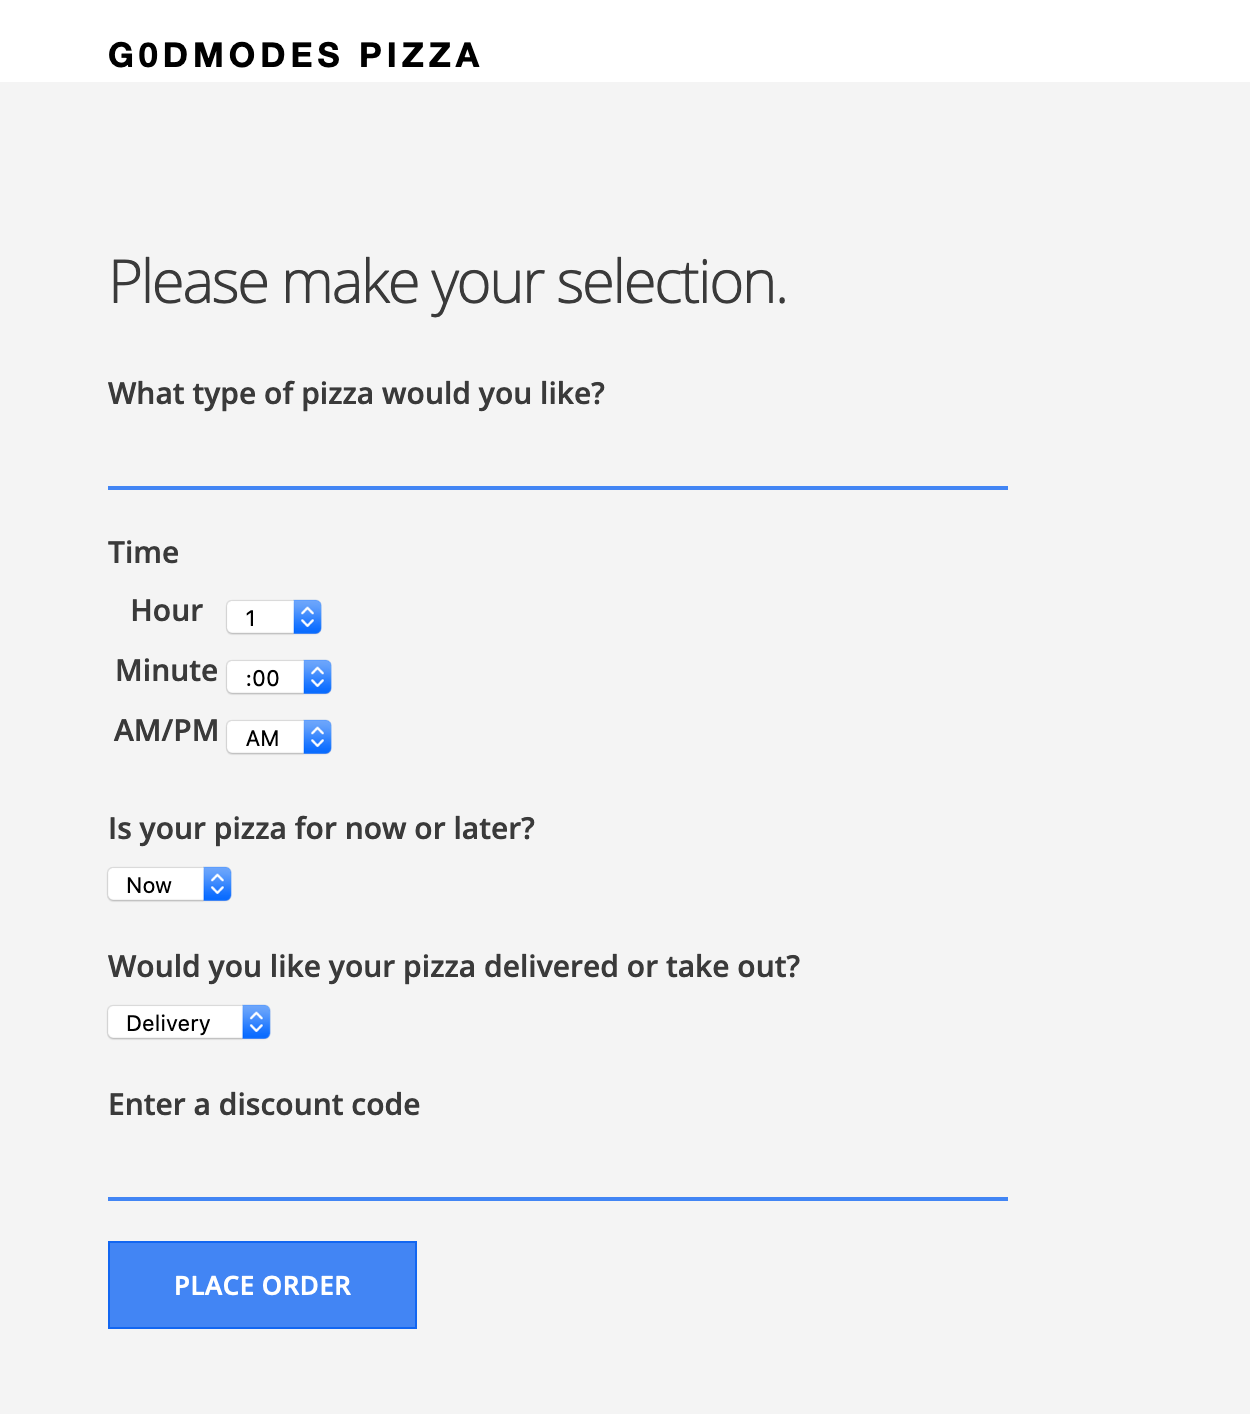 G0DMODES PIZZA
Please make your selection.
What type of pizza would you like?
Time
Hour 1
Minute :00
AM/PM AM
Is your pizza for now or later?
Now
Would you like your pizza delivered or take out?
Delivery
Enter a discount code
PLACE ORDER